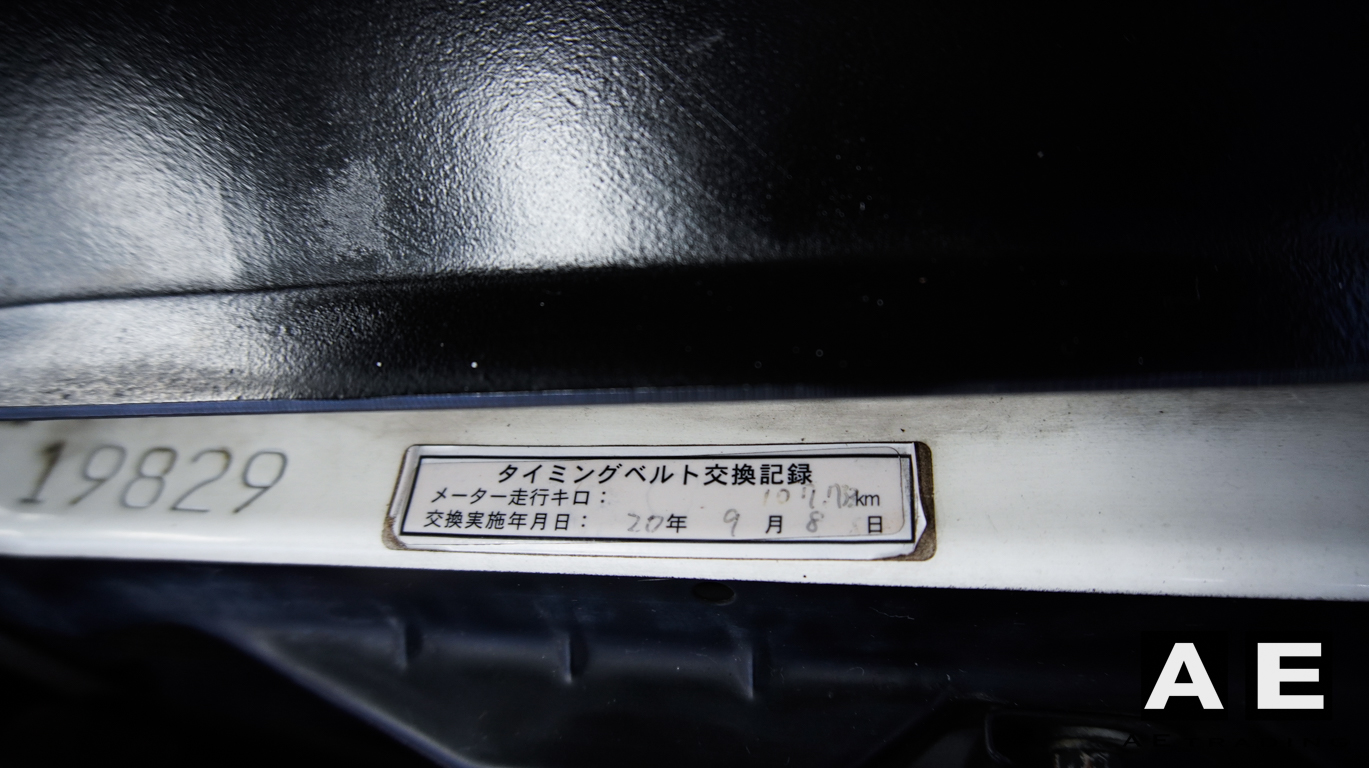 19829
タイミングベルト交換記録
メーター走行キロ： km
交換実施年月日： 20年 9月 8日
A E